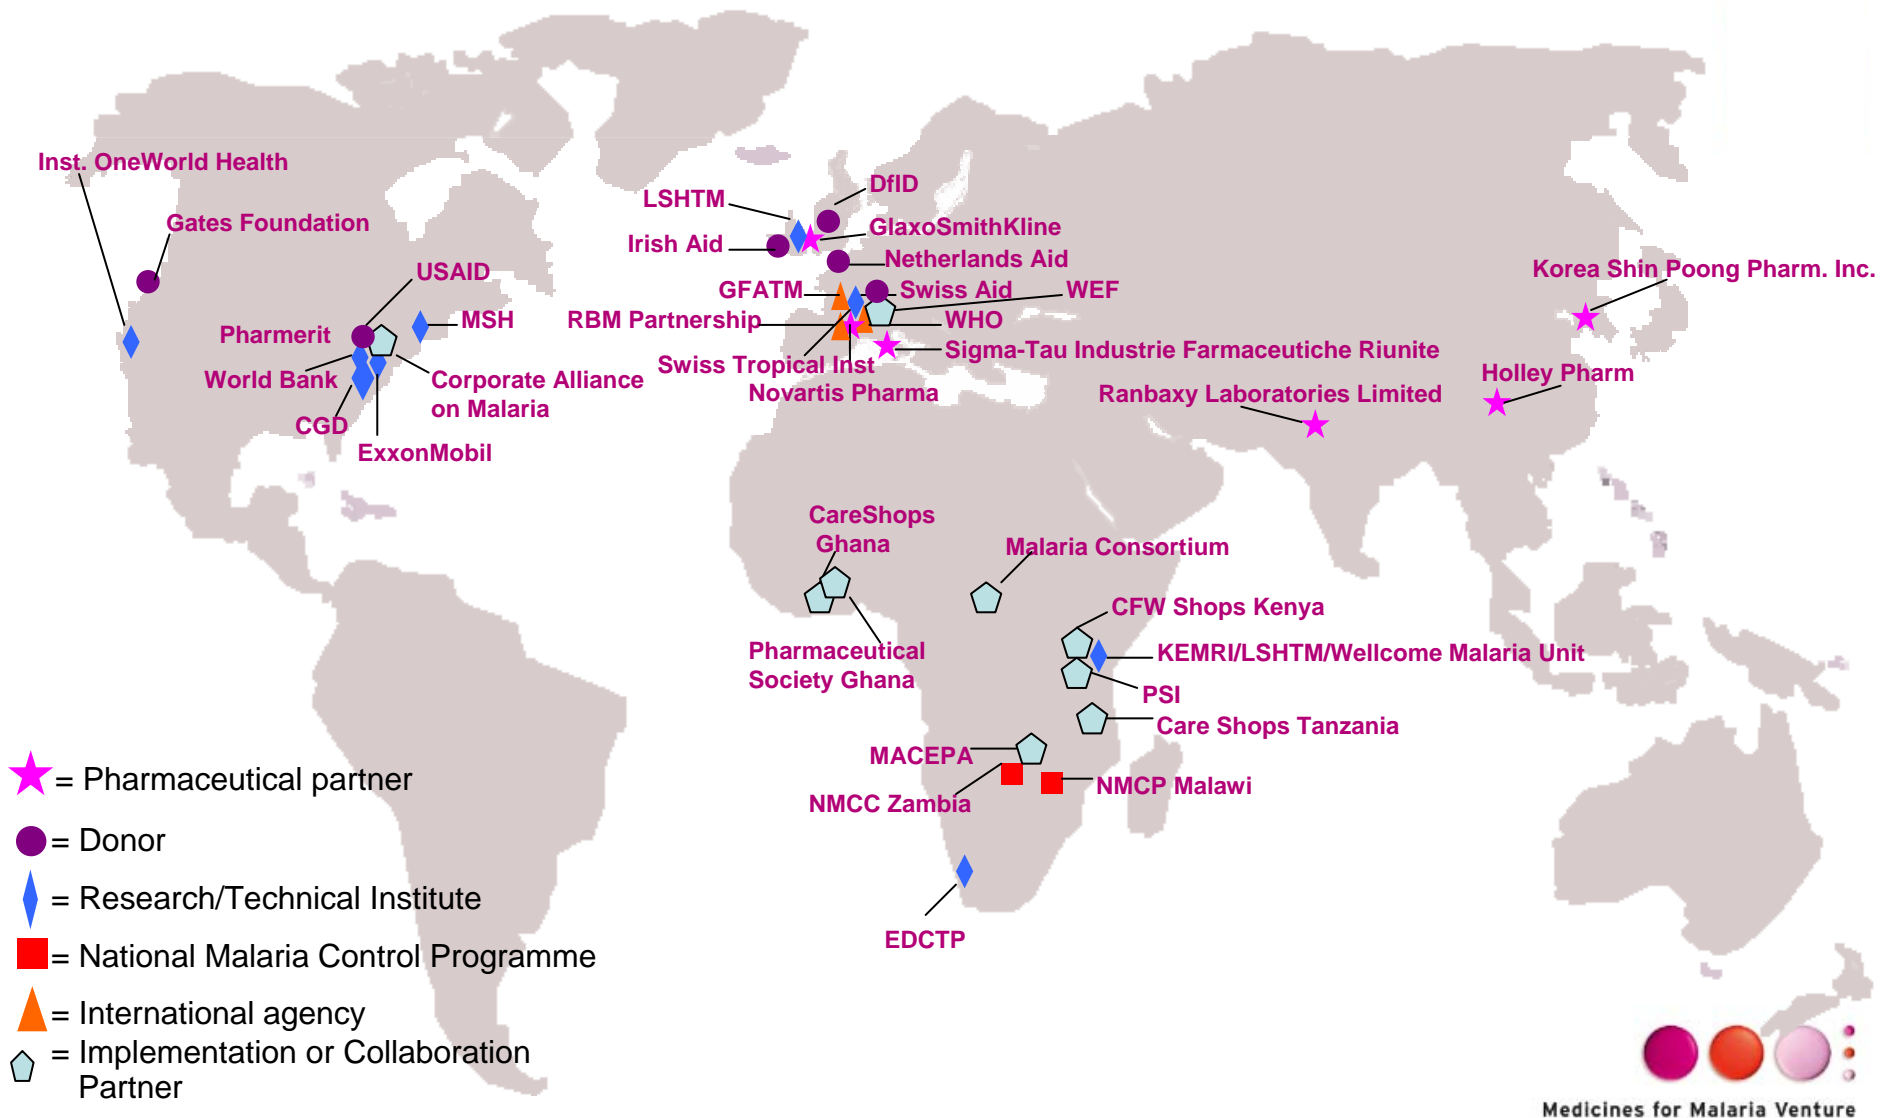 Inst. OneWorld Health
Gates Foundation
USAID
Pharmerit
MSH
World Bank
Corporate Alliance
on Malaria
CGD
ExxonMobil
LSHTM
DfID
Irish Aid
GlaxoSmithKline
Netherlands Aid
GFATM
Swiss Aid
WEF
RBM Partnership
WHO
Swiss Tropical Inst
Sigma-Tau Industrie Farmaceutiche Riunite
Novartis Pharma
Korea Shin Poong Pharm. Inc.
Holley Pharm
Ranbaxy Laboratories Limited
CareShops
Ghana
Malaria Consortium
CFW Shops Kenya
Pharmaceutical
Society Ghana
KEMRI/LSHTM/Wellcome Malaria Unit
PSI
Care Shops Tanzania
MACEPA
NMCC Zambia
NMCP Malawi
EDCTP
= Pharmaceutical partner
= Donor
= Research/Technical Institute
= National Malaria Control Programme
= International agency
= Implementation or Collaboration
Partner
Medicines for Malaria Venture